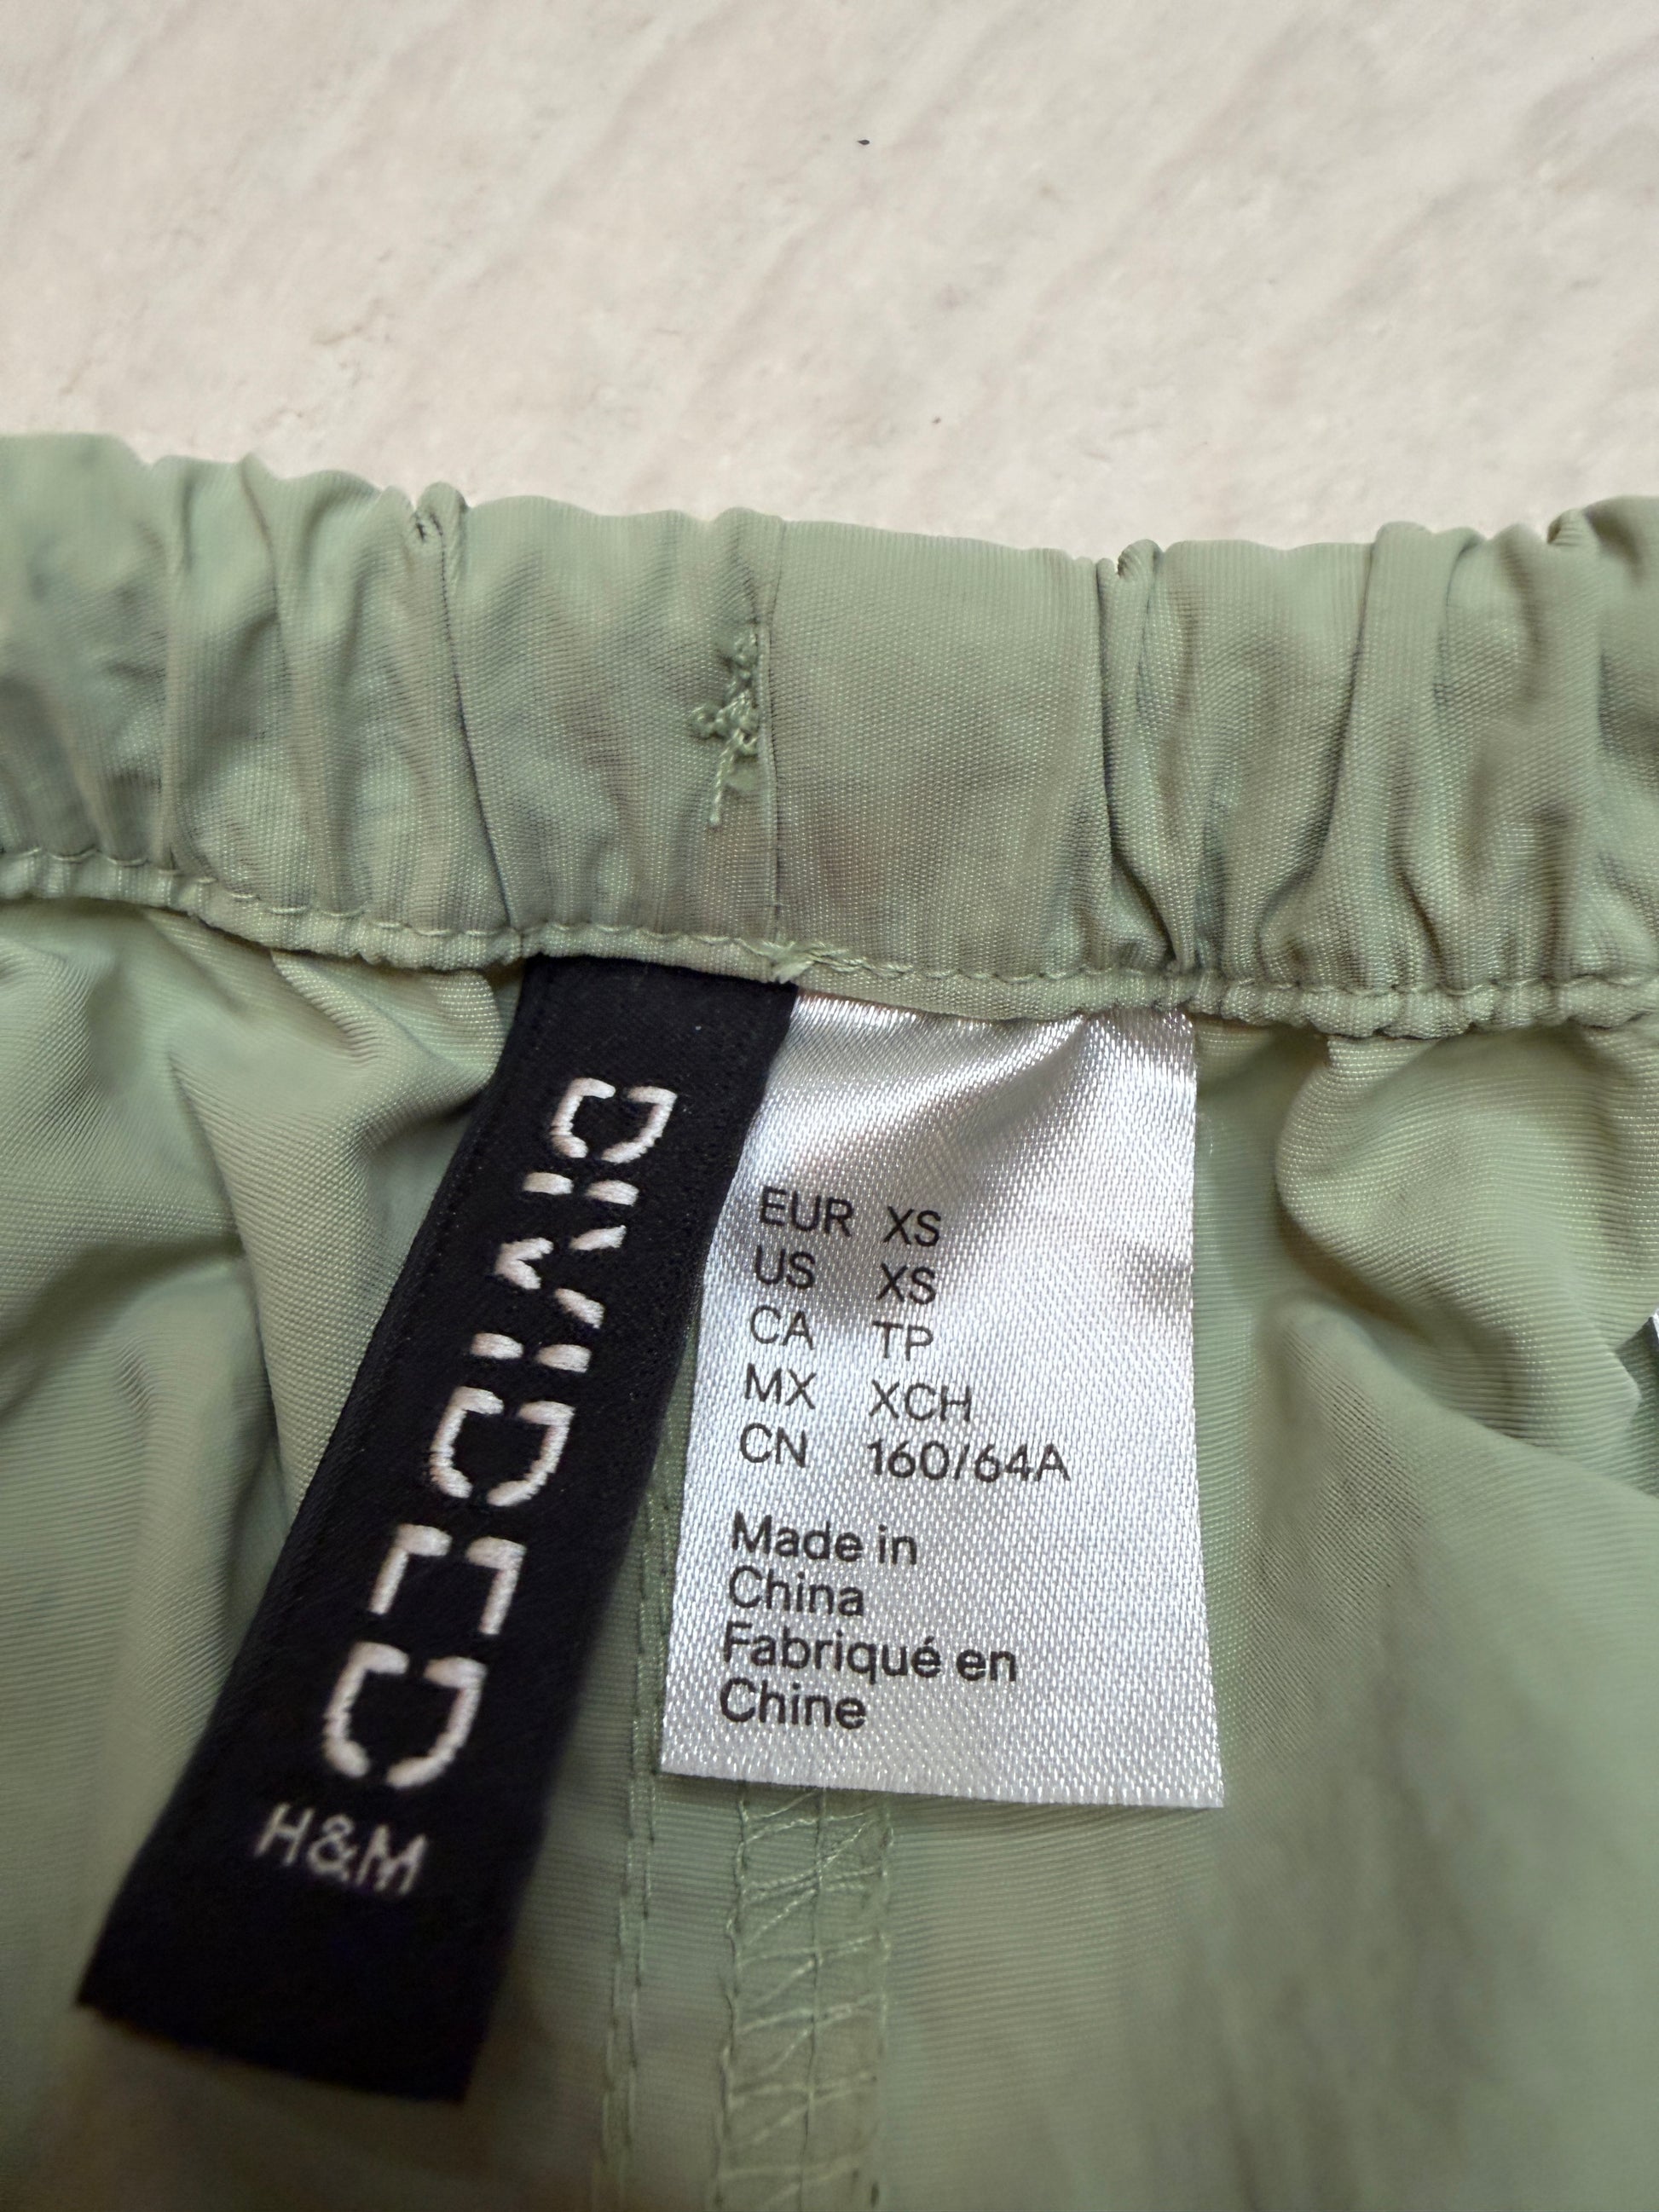 DIVIDED
H&M
EUR XS
US XS
CA TP
MX XCH
CN 160/64A
Made in
China
Fabriqué en
Chine